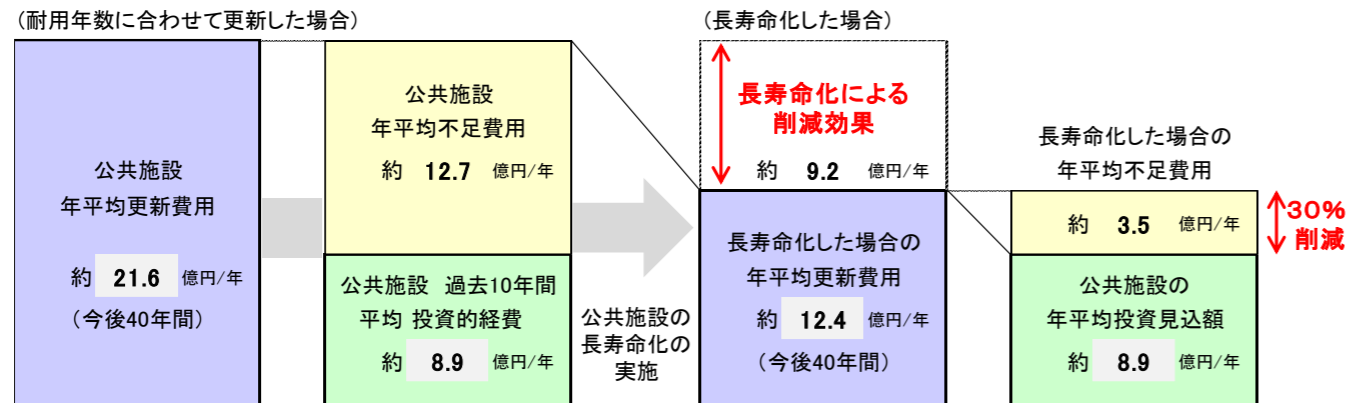 (耐用年数に合わせて更新した場合)
公共施設
年平均更新費用
約 21.6 億円/年
(今後40年間)
公共施設
年平均不足費用
約 12.7 億円/年
公共施設 過去10年間
平均 投資的経費
約 8.9 億円/年
公共施設の
長寿命化の
実施
(長寿命化した場合)
長寿命化による
削減効果
約 9.2 億円/年
長寿命化した場合の
年平均更新費用
約 12.4 億円/年
(今後40年間)
長寿命化した場合の
年平均不足費用
約 3.5 億円/年
30%
削減
公共施設の
年平均投資見込額
約 8.9 億円/年